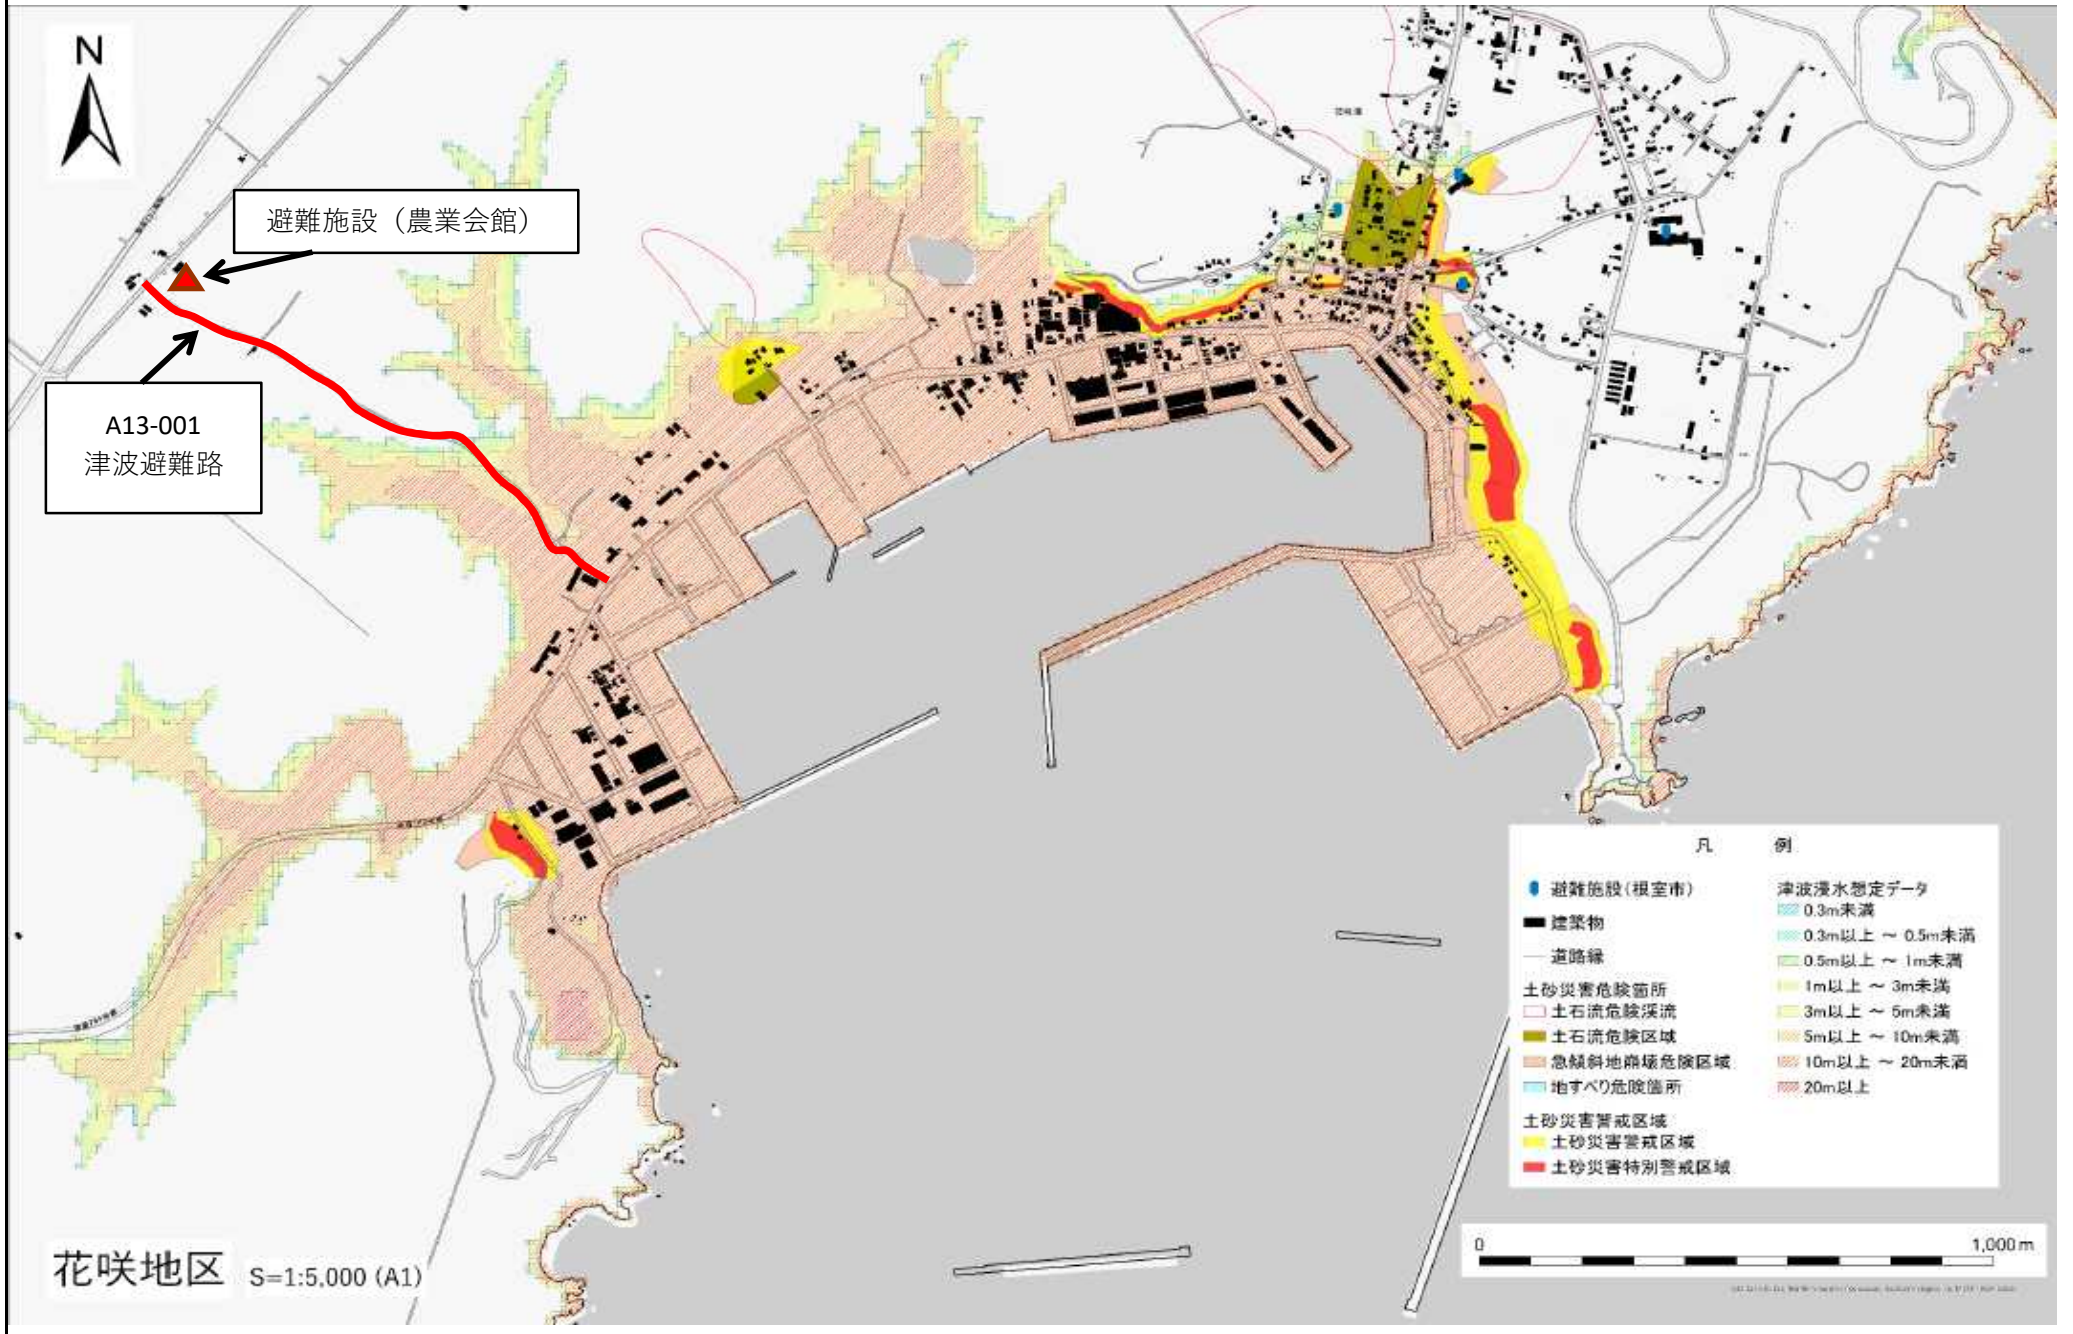 N
避難施設（農業会館）
A13-001
津波避難路
凡　例
避難施設(根室市)
建築物
道路縁
土砂災害危険箇所
土石流危険渓流
土石流危険区域
急傾斜地崩壊危険区域
地すべり危険箇所
土砂災害警戒区域
土砂災害警戒区域
土砂災害特別警戒区域
津波浸水想定データ
0.3m未満
0.3m以上 ～ 0.5m未満
0.5m以上 ～ 1m未満
1m以上 ～ 3m未満
3m以上 ～ 5m未満
5m以上 ～ 10m未満
10m以上 ～ 20m未満
20m以上
0 1,000m
花咲地区 S=1:5,000 (A1)